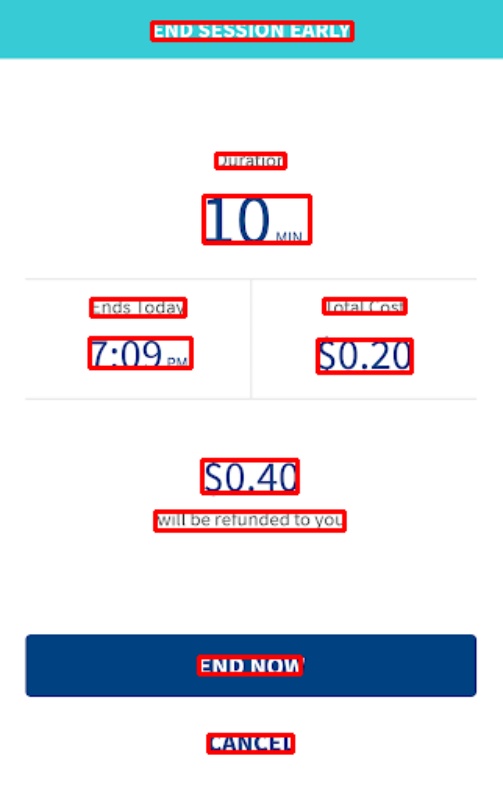 END SESSION EARLY
Duration
10 MIN
Ends Today
Total Cost
7:09 PM
$0.20
$0.40
will be refunded to you
END NOW
CANCEL